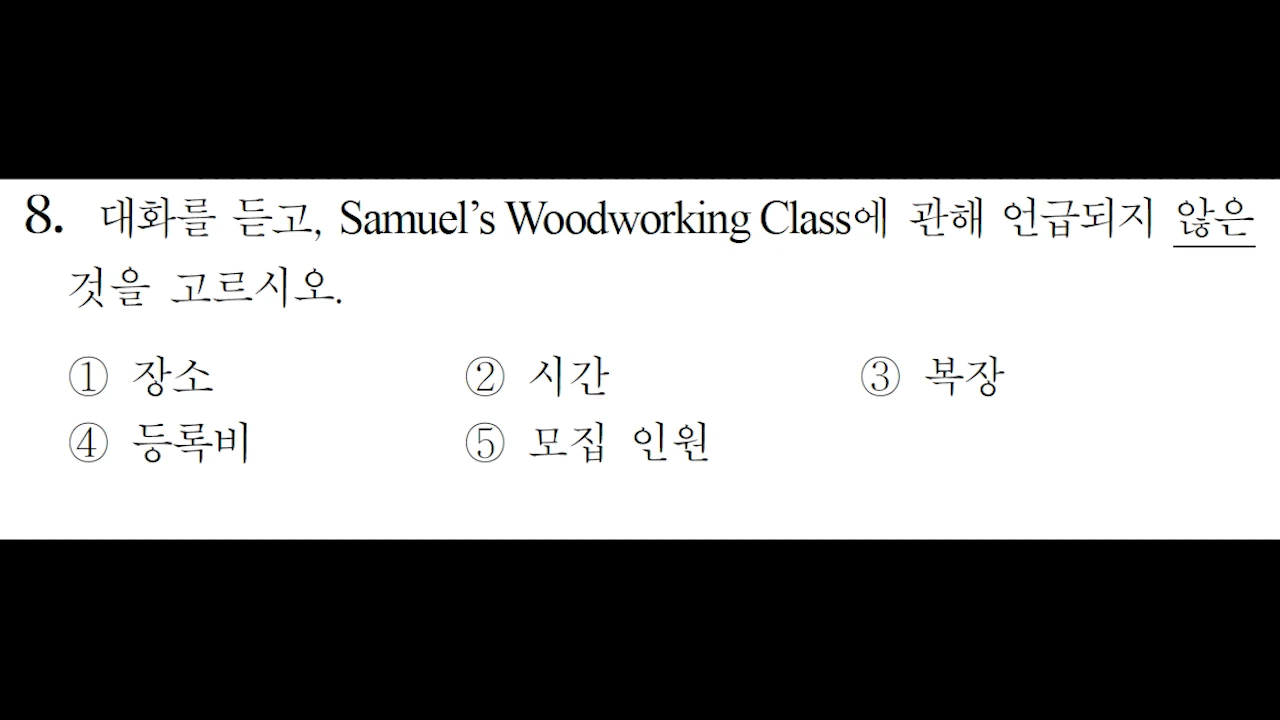 8. 대화를 듣고, Samuel’s Woodworking Class에 관해 언급되지 않은
것을 고르시오.
① 장소 ② 시간 ③ 복장
④ 등록비 ⑤ 모집 인원